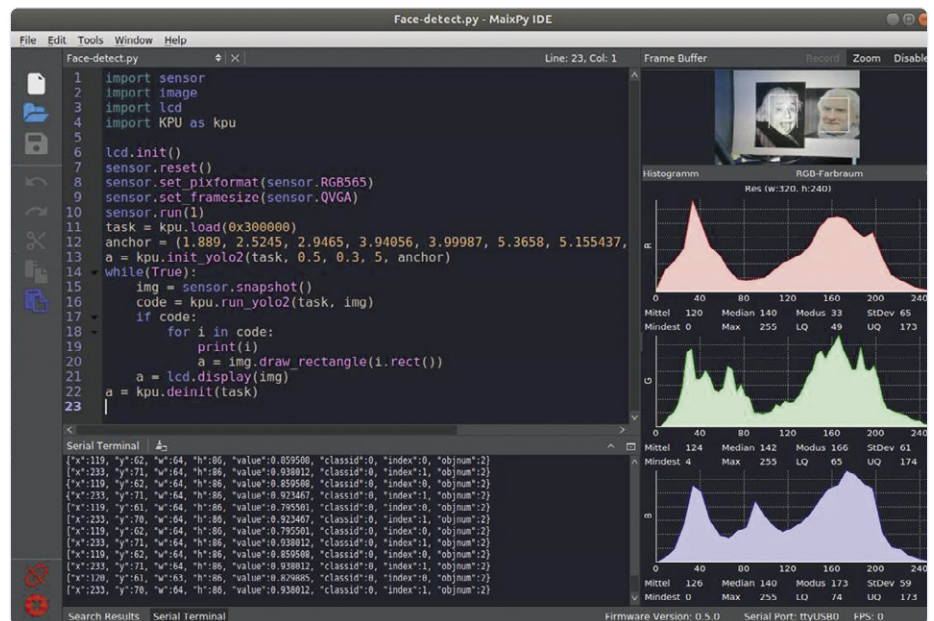 Face-detect.py - MaixPy IDE
File Edit Tools Window Help
Face-detect.py
Line: 23, Col: 1
1 import sensor
2 import image
3 import lcd
4 import KPU as kpu
5
6 lcd.init()
7 sensor.reset()
8 sensor.set_pixformat(sensor.RGB565)
9 sensor.set_framesize(sensor.QVGA)
10 sensor.run(1)
11 task = kpu.load(0x300000)
12 anchor = (1.889, 2.5245, 2.9465, 3.94056, 3.99987, 5.3658, 5.155437,
13 a = kpu.init_yolo2(task, 0.5, 0.3, 5, anchor)
14 while(True):
15 img = sensor.snapshot()
16 code = kpu.run_yolo2(task, img)
17 if code:
18 for i in code:
19 print(i)
20 a = img.draw_rectangle(i.rect())
21 a = lcd.display(img)
22 a = kpu.deinit(task)
23
Serial Terminal
{"x":119, "y":62, "w":64, "h":86, "value":0.859508, "classid":0, "index":0, "objnum":2}
{"x":233, "y":71, "w":64, "h":86, "value":0.938012, "classid":0, "index":1, "objnum":2}
{"x":119, "y":62, "w":64, "h":86, "value":0.859508, "classid":0, "index":0, "objnum":2}
{"x":233, "y":71, "w":64, "h":86, "value":0.923467, "classid":0, "index":1, "objnum":2}
{"x":119, "y":61, "w":64, "h":86, "value":0.795501, "classid":0, "index":0, "objnum":2}
{"x":233, "y":70, "w":64, "h":86, "value":0.923467, "classid":0, "index":1, "objnum":2}
{"x":119, "y":62, "w":64, "h":86, "value":0.795501, "classid":0, "index":0, "objnum":2}
{"x":233, "y":71, "w":64, "h":86, "value":0.938012, "classid":0, "index":1, "objnum":2}
{"x":119, "y":62, "w":64, "h":86, "value":0.859508, "classid":0, "index":0, "objnum":2}
{"x":233, "y":71, "w":64, "h":86, "value":0.938012, "classid":0, "index":1, "objnum":2}
{"x":120, "y":61, "w":63, "h":86, "value":0.829885, "classid":0, "index":0, "objnum":2}
{"x":233, "y":70, "w":64, "h":86, "value":0.938012, "classid":0, "index":1, "objnum":2}
Frame Buffer Record Zoom Disable
Histogramm RGB-Farbraum
Res (w:320, h:240)
R
0 40 80 120 160 200 240
Mittel 120 Median 140 Modus 33 StDev 65
Mindest 0 Max 255 LQ 49 UQ 173
G
0 40 80 120 160 200 240
Mittel 124 Median 142 Modus 166 StDev 61
Mindest 4 Max 255 LQ 65 UQ 174
B
0 40 80 120 160 200 240
Mittel 126 Median 140 Modus 173 StDev 59
Mindest 0 Max 255 LQ 74 UQ 173
Search Results Serial Terminal
Firmware Version: 0.5.0 Serial Port: ttyUSB0 FPS: 0